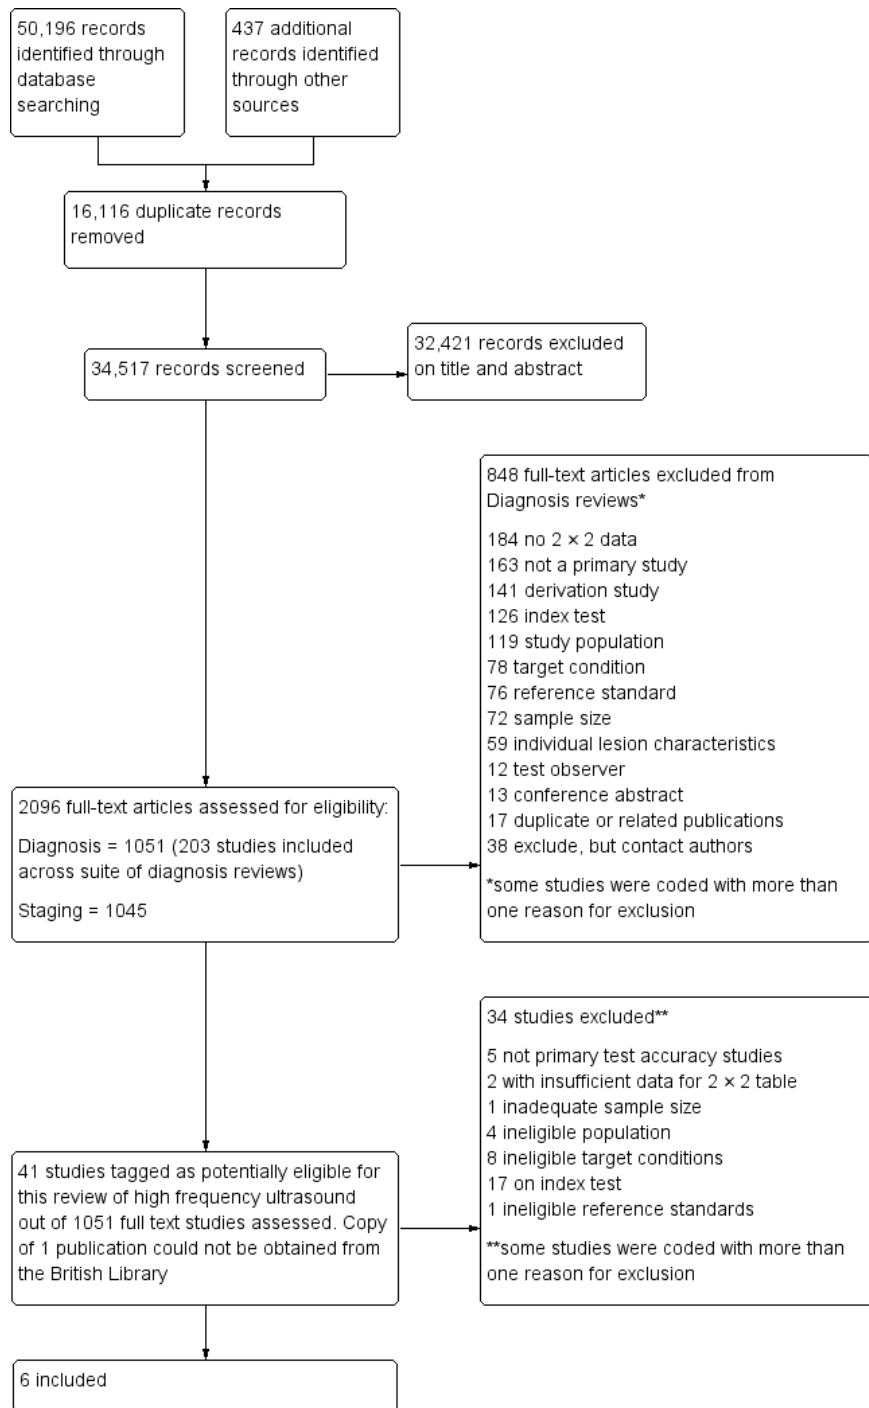 50,196 records
identified through
database
searching
437 additional
records identified
through other
sources
16,116 duplicate records
removed
34,517 records screened
32,421 records excluded
on title and abstract
848 full-text articles excluded from
Diagnosis reviews*
184 no 2 × 2 data
163 not a primary study
141 derivation study
126 index test
119 study population
78 target condition
76 reference standard
72 sample size
59 individual lesion characteristics
12 test observer
13 conference abstract
17 duplicate or related publications
38 exclude, but contact authors
*some studies were coded with more than
one reason for exclusion
2096 full-text articles assessed for eligibility:
Diagnosis = 1051 (203 studies included
across suite of diagnosis reviews)
Staging = 1045
34 studies excluded**
5 not primary test accuracy studies
2 with insufficient data for 2 × 2 table
1 inadequate sample size
4 ineligible population
8 ineligible target conditions
17 on index test
1 ineligible reference standards
**some studies were coded with more than
one reason for exclusion
41 studies tagged as potentially eligible for
this review of high frequency ultrasound
out of 1051 full text studies assessed. Copy
of 1 publication could not be obtained from
the British Library
6 included